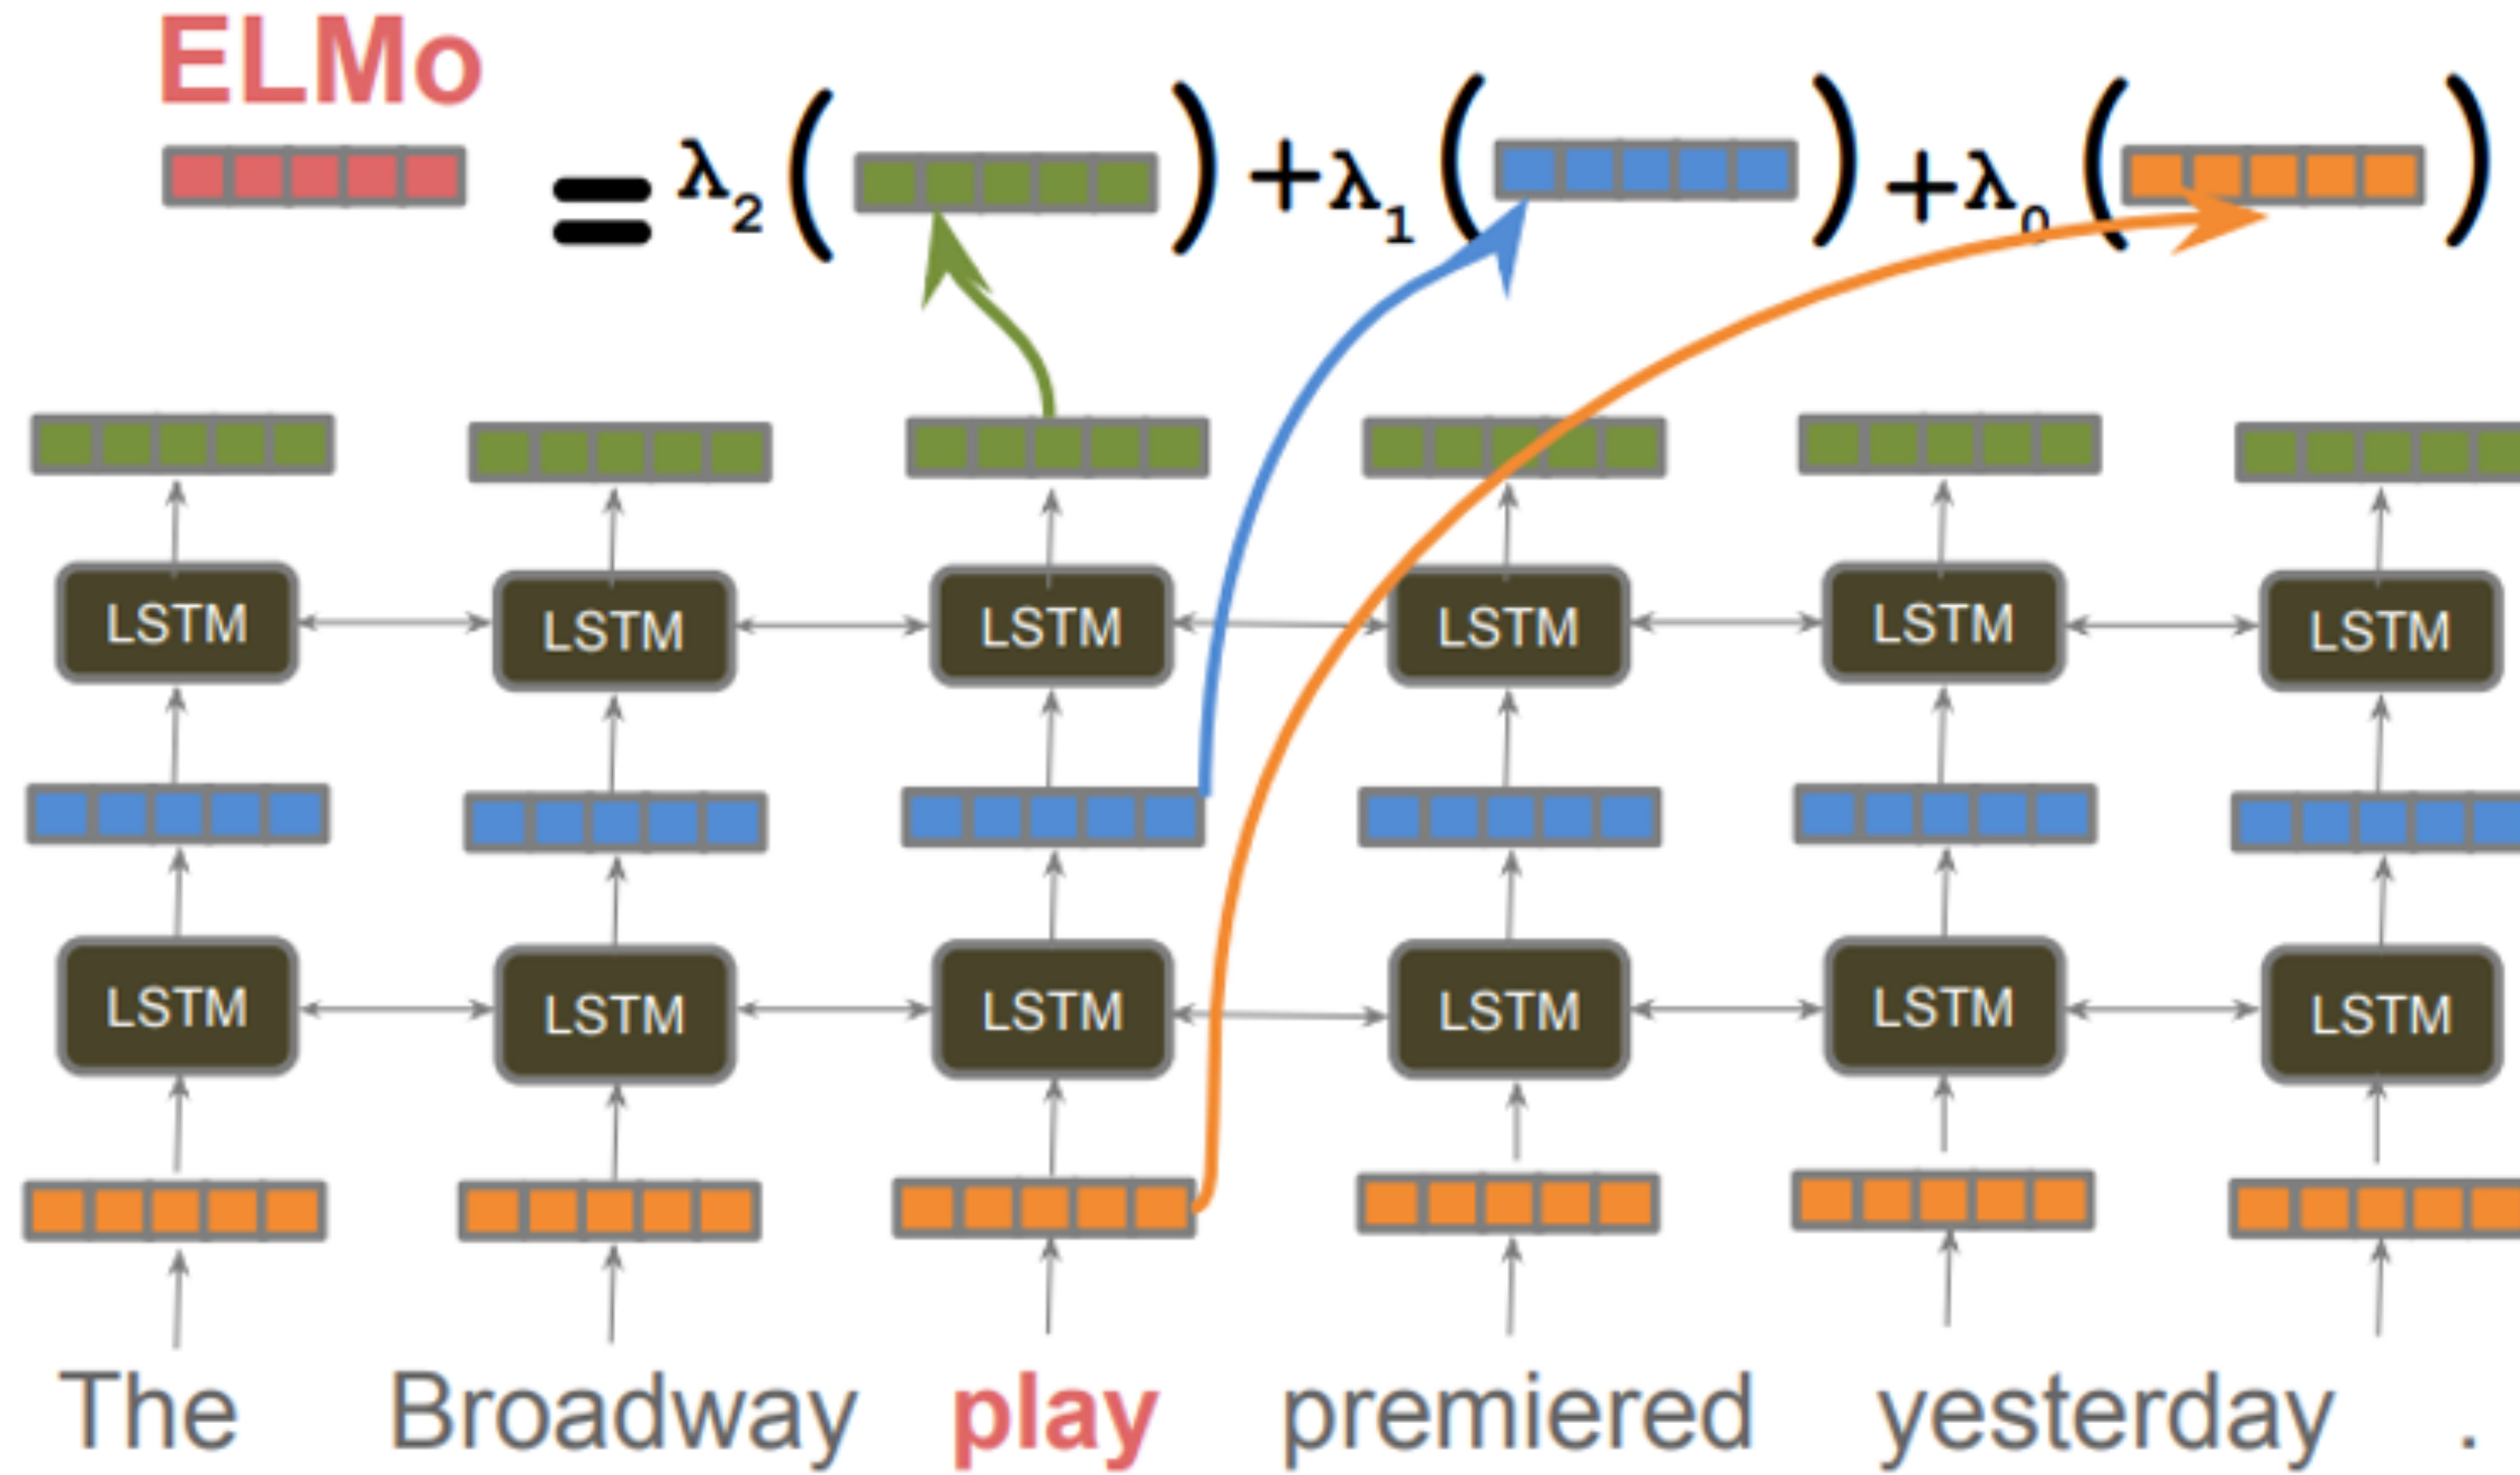 ELMo
= λ₂ ( ) + λ₁ ( ) + λ₀ ( )
LSTM LSTM LSTM LSTM LSTM LSTM
LSTM LSTM LSTM LSTM LSTM LSTM
The Broadway play premiered yesterday .